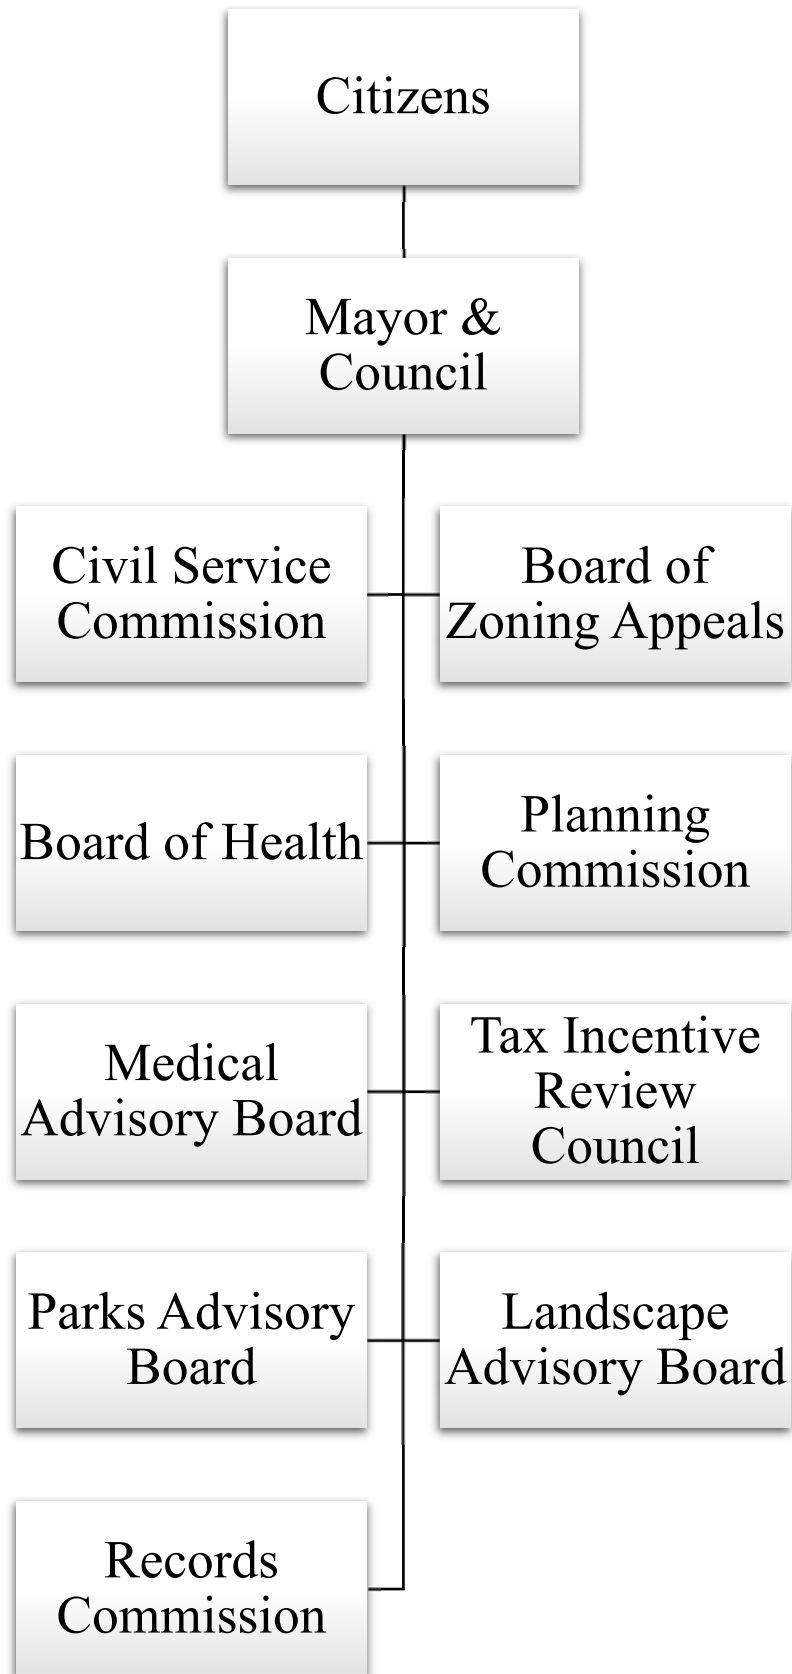 Citizens
Mayor &
Council
Civil Service
Commission
Board of
Zoning Appeals
Board of Health
Planning
Commission
Medical
Advisory Board
Tax Incentive
Review
Council
Parks Advisory
Board
Landscape
Advisory Board
Records
Commission